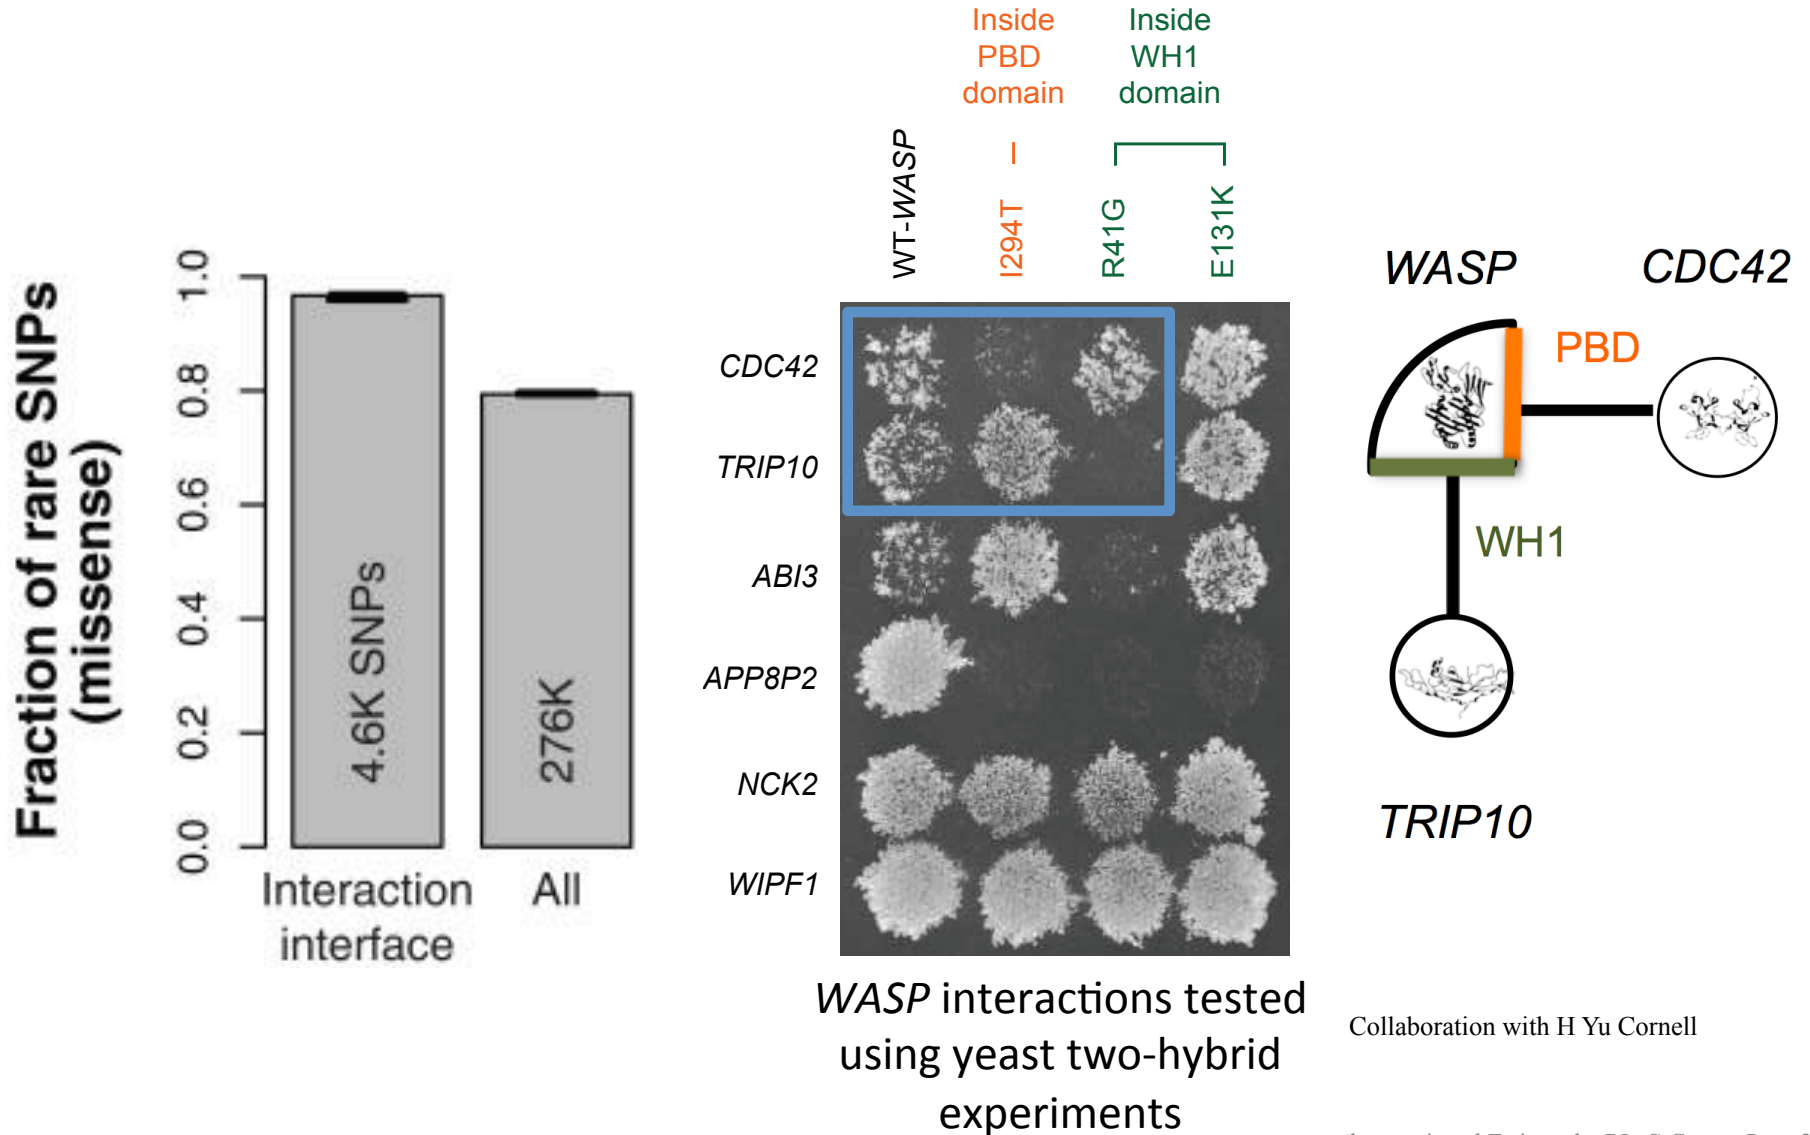 Fraction of rare SNPs
(missense)
1.0
0.8
0.6
0.4
0.2
0.0
4.6K SNPs
276K
Interaction
interface
All
Inside
PBD
domain
Inside
WH1
domain
WT-WASP
I294T
R41G
E131K
CDC42
TRIP10
ABI3
APP8P2
NCK2
WIPF1
WASP interactions tested
using yeast two-hybrid
experiments
WASP
CDC42
PBD
WH1
TRIP10
Collaboration with H Yu Cornell